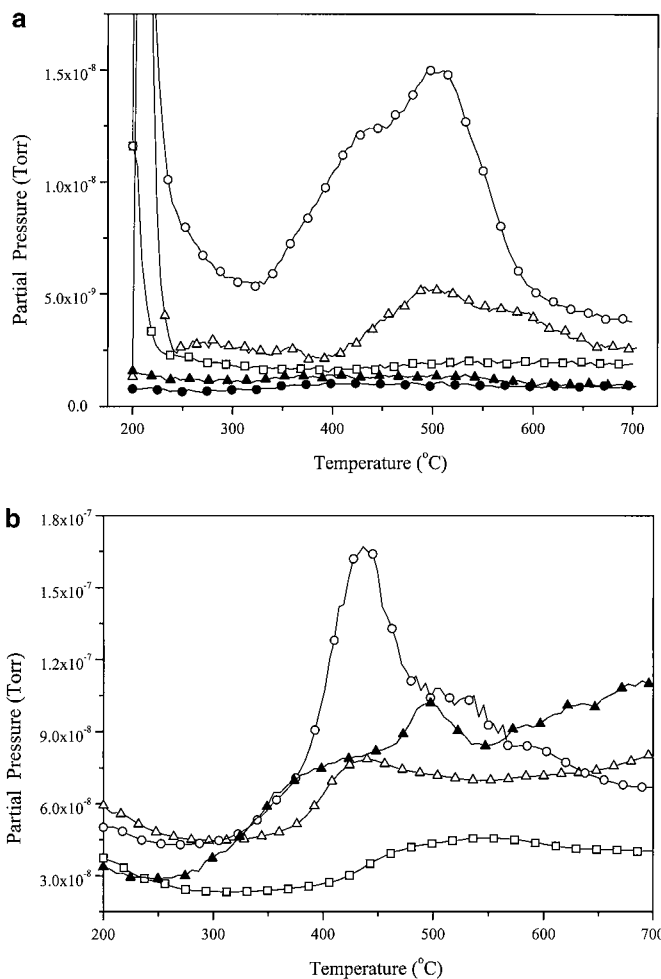 a
1.5x10⁻⁸
1.0x10⁻⁸
5.0x10⁻⁹
0.0
Partial Pressure (Torr)
200 300 400 500 600 700
Temperature (°C)
b
1.8x10⁻⁷
1.5x10⁻⁷
1.2x10⁻⁷
9.0x10⁻⁸
6.0x10⁻⁸
3.0x10⁻⁸
Partial Pressure (Torr)
200 300 400 500 600 700
Temperature (°C)